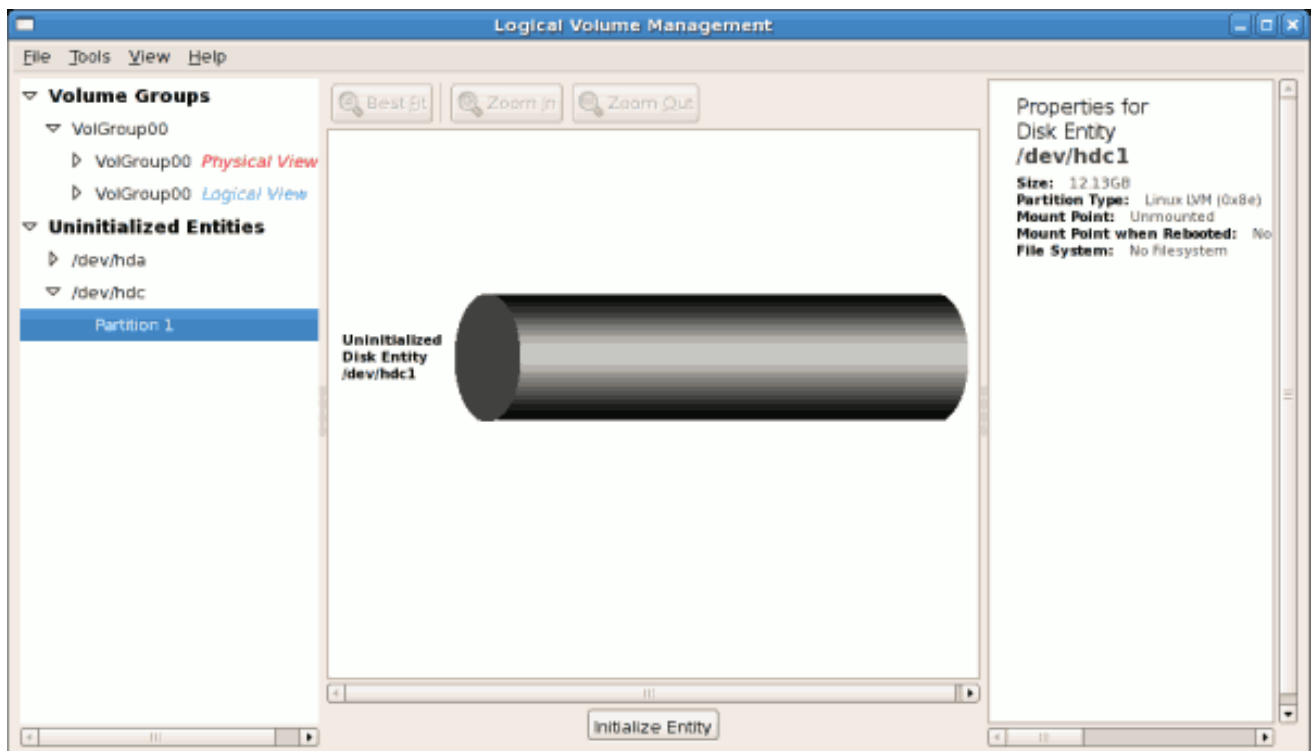 Logical Volume Management
File Tools View Help
Volume Groups
VolGroup00
VolGroup00 Physical View
VolGroup00 Logical View
Uninitialized Entities
/dev/hda
/dev/hdc
Partition 1
Best Fit Zoom In Zoom Out
Uninitialized
Disk Entity
/dev/hdc1
Initialize Entity
Properties for
Disk Entity
/dev/hdc1
Size: 12.13GB
Partition Type: Linux LVM (0x8e)
Mount Point: Unmounted
Mount Point when Rebooted: No
File System: No filesystem